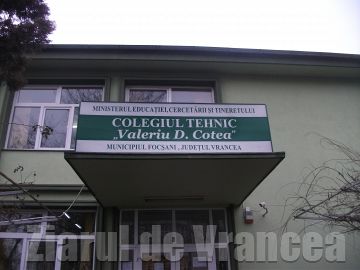 MINISTERUL EDUCAȚIEI, CERCETĂRII ȘI TINERETULUI
COLEGIUL TEHNIC
„Valeriu D. Cotea"
MUNICIPIUL FOCȘANI , JUDEȚUL VRANCEA
Ziarul de Vrancea